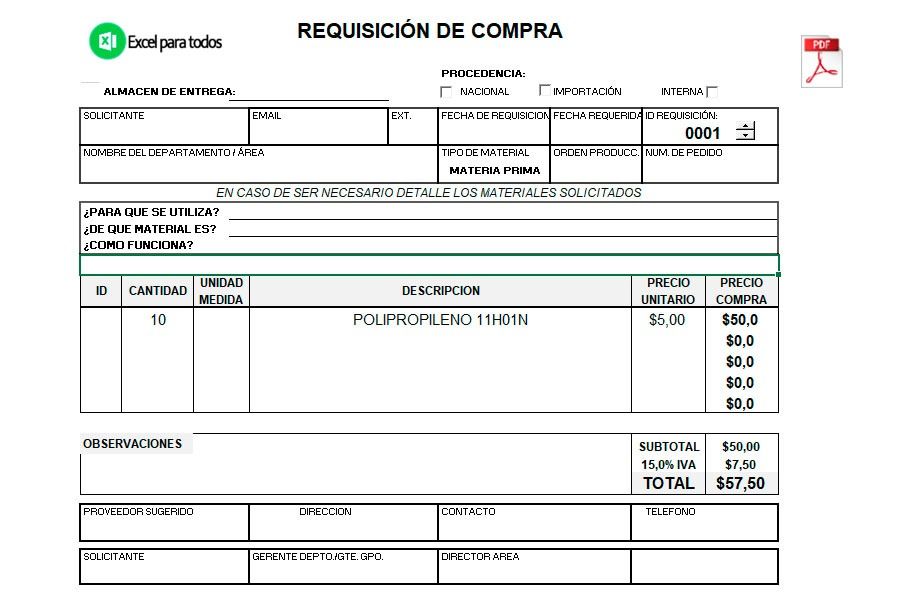 REQUISICIÓN DE COMPRA
Excel para todos
PDF
PROCEDENCIA:
ALMACEN DE ENTREGA:
NACIONAL IMPORTACIÓN INTERNA
SOLICITANTE EMAIL EXT. FECHA DE REQUISICION FECHA REQUERIDA ID REQUISICIÓN:
0001
NOMBRE DEL DEPARTAMENTO / ÁREA TIPO DE MATERIAL ORDEN PRODUCC. NUM. DE PEDIDO
MATERIA PRIMA
EN CASO DE SER NECESARIO DETALLE LOS MATERIALES SOLICITADOS
¿PARA QUE SE UTILIZA?
¿DE QUE MATERIAL ES?
¿COMO FUNCIONA?
ID CANTIDAD UNIDAD MEDIDA DESCRIPCION PRECIO UNITARIO PRECIO COMPRA
10 POLIPROPILENO 11H01N $5,00 $50,0
$0,0
$0,0
$0,0
$0,0
OBSERVACIONES SUBTOTAL $50,00
15,0% IVA $7,50
TOTAL $57,50
PROVEEDOR SUGERIDO DIRECCION CONTACTO TELEFONO
SOLICITANTE GERENTE DEPTO./GTE. GPO. DIRECTOR AREA